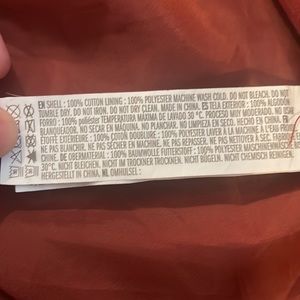 EN SHELL : 100% COTTON LINING : 100% POLYESTER MACHINE WASH COLD. DO NOT BLEACH. DO NOT
TUMBLE DRY. DO NOT IRON. DO NOT DRY CLEAN. MADE IN CHINA. ES TELA EXTERIOR : 100% ALGODÓN
FORRO : 100% poliéster TEMPERATURA MÁXIMA DE LAVADO 30 °C. PROCESO MUY MODERADO. NO USAR
BLANQUEADOR. NO SECAR EN SECADORA. NO PLANCHAR. NO LIMPIEZA EN SECO. HECHO EN CHINA.
ÉTOFFE EXTÉRIEURE : 100% COTON DOUBLURE : 100% POLYESTER LAVER À LA MACHINE À L'EAU
NE PAS BLANCHIR. NE PAS SÉCHER EN MACHINE. NE PAS REPASSER. NE PAS NETTOYER À SEC.
CHINE. DE OBERMATERIAL : 100% BAUMWOLLE FUTTERSTOFF : 100% POLYESTER
30°C. NICHT BLEICHEN. NICHT IM TROCKNER TROCKNEN. NICHT BÜGELN. NICHT CHEMISCH REINIGEN.
HERGESTELLT IN CHINA. NL OMHULSEL :